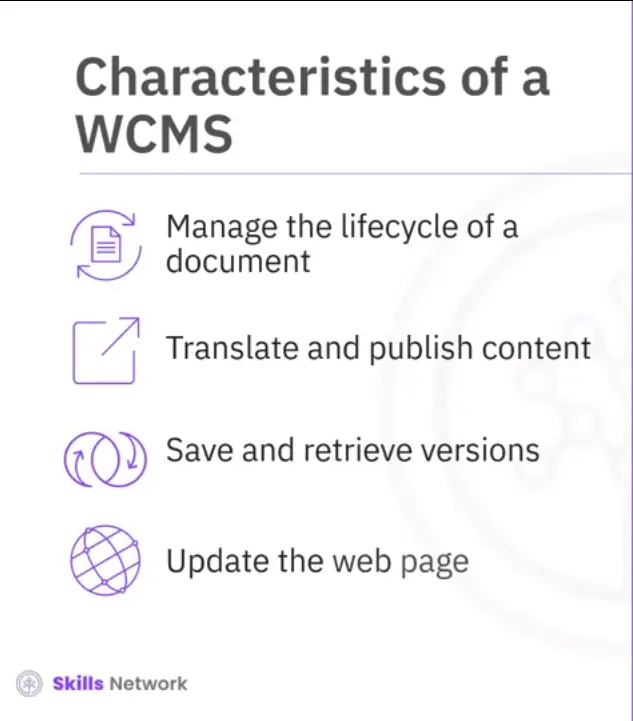 Characteristics of a
WCMS
Manage the lifecycle of a
document
Translate and publish content
Save and retrieve versions
Update the web page
Skills Network